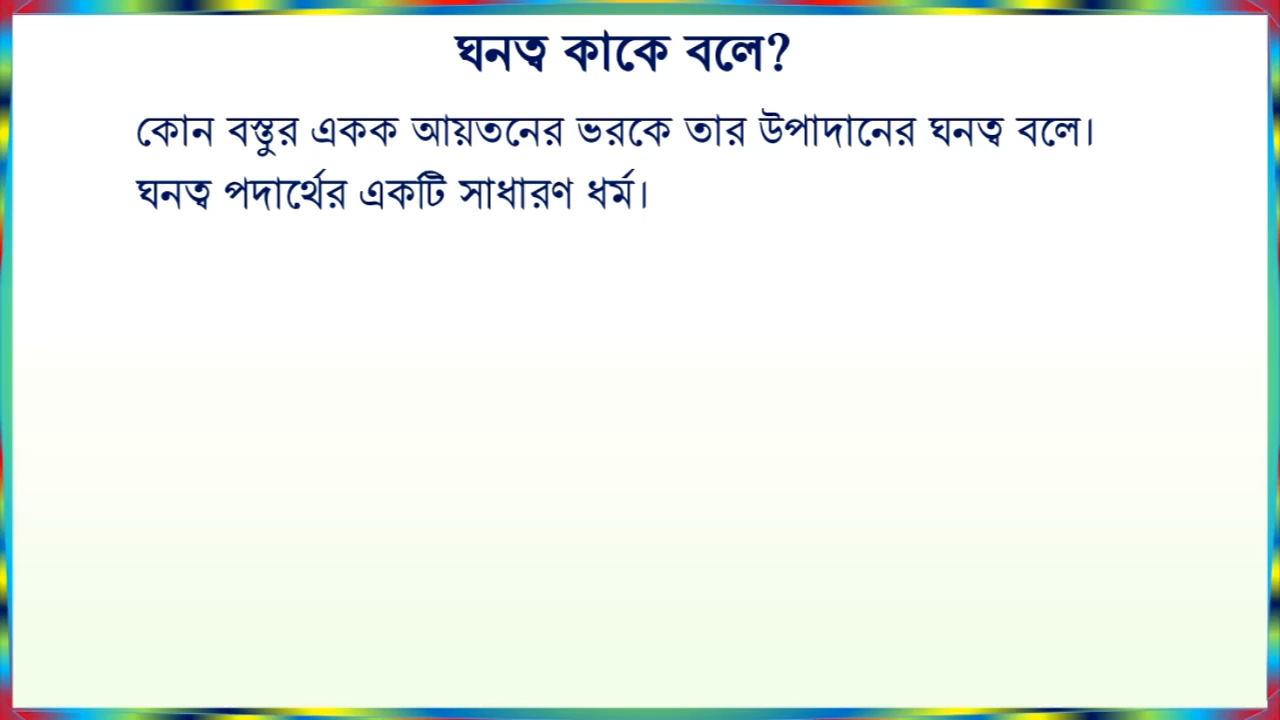 ঘনত্ব কাকে বলে?
কোন বস্তুর একক আয়তনের ভরকে তার উপাদানের ঘনত্ব বলে।
ঘনত্ব পদার্থের একটি সাধারণ ধর্ম।